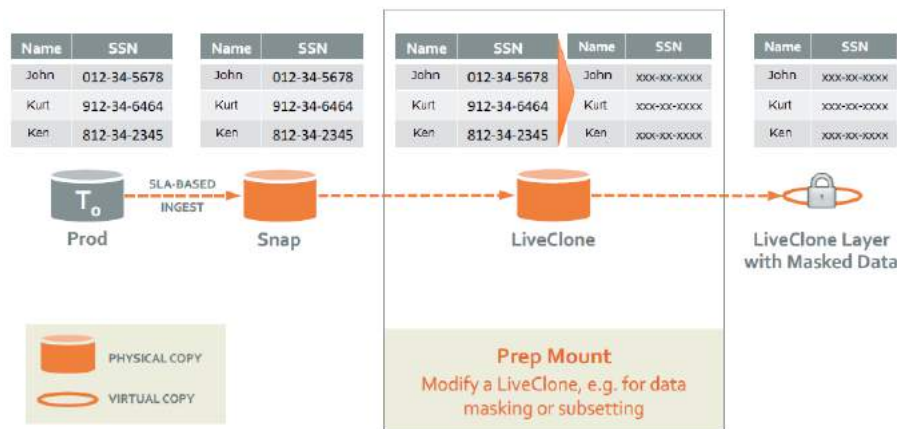 Name SSN
John 012-34-5678
Kurt 912-34-6464
Ken 812-34-2345
Name SSN
John 012-34-5678
Kurt 912-34-6464
Ken 812-34-2345
Name SSN
John 012-34-5678
Kurt 912-34-6464
Ken 812-34-2345
Name SSN
John xxx-xx-xxxx
Kurt xxx-xx-xxxx
Ken xxx-xx-xxxx
Name SSN
John xxx-xx-xxxx
Kurt xxx-xx-xxxx
Ken xxx-xx-xxxx
To
Prod
SLA-BASED
INGEST
Snap
LiveClone
LiveClone Layer
with Masked Data
PHYSICAL COPY
VIRTUAL COPY
Prep Mount
Modify a LiveClone, e.g. for data
masking or subsetting